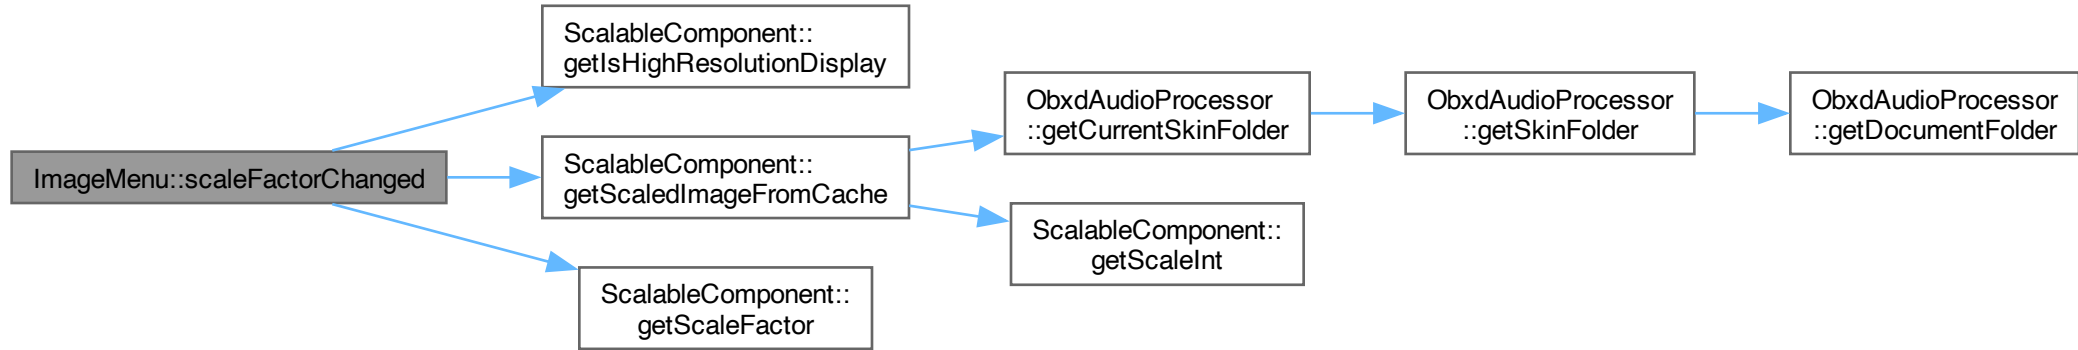 ImageMenu::scaleFactorChanged
ScalableComponent::
getIsHighResolutionDisplay
ScalableComponent::
getScaledImageFromCache
ScalableComponent::
getScaleFactor
ObxdAudioProcessor
::getCurrentSkinFolder
ScalableComponent::
getScaleInt
ObxdAudioProcessor
::getSkinFolder
ObxdAudioProcessor
::getDocumentFolder